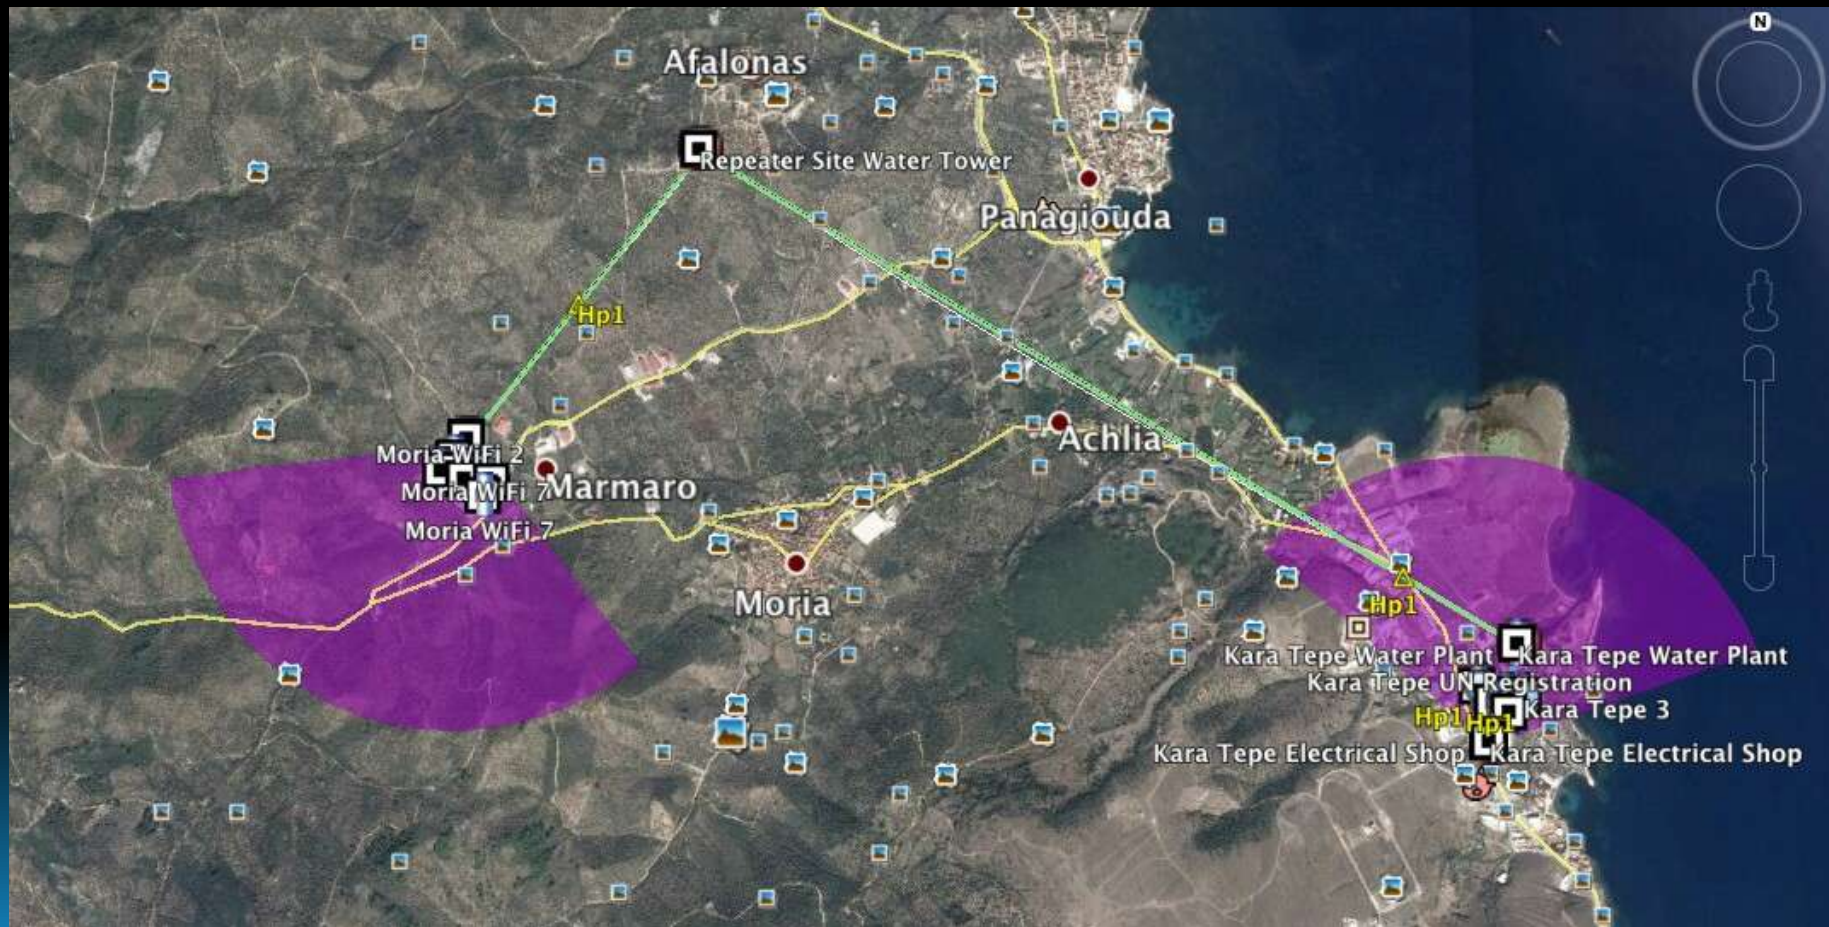 N
Afalonas
Repeater Site Water Tower
Panagiouda
Hp1
Achlia
Moria WiFi 2
Moria WiFi 7
Marmaro
Moria WiFi 7
Moria
Hp1
Kara Tepe Water Plant
Kara Tepe Water Plant
Kara Tepe UN Registration
Kara Tepe 3
Hp1
Hp1
Kara Tepe Electrical Shop
Kara Tepe Electrical Shop